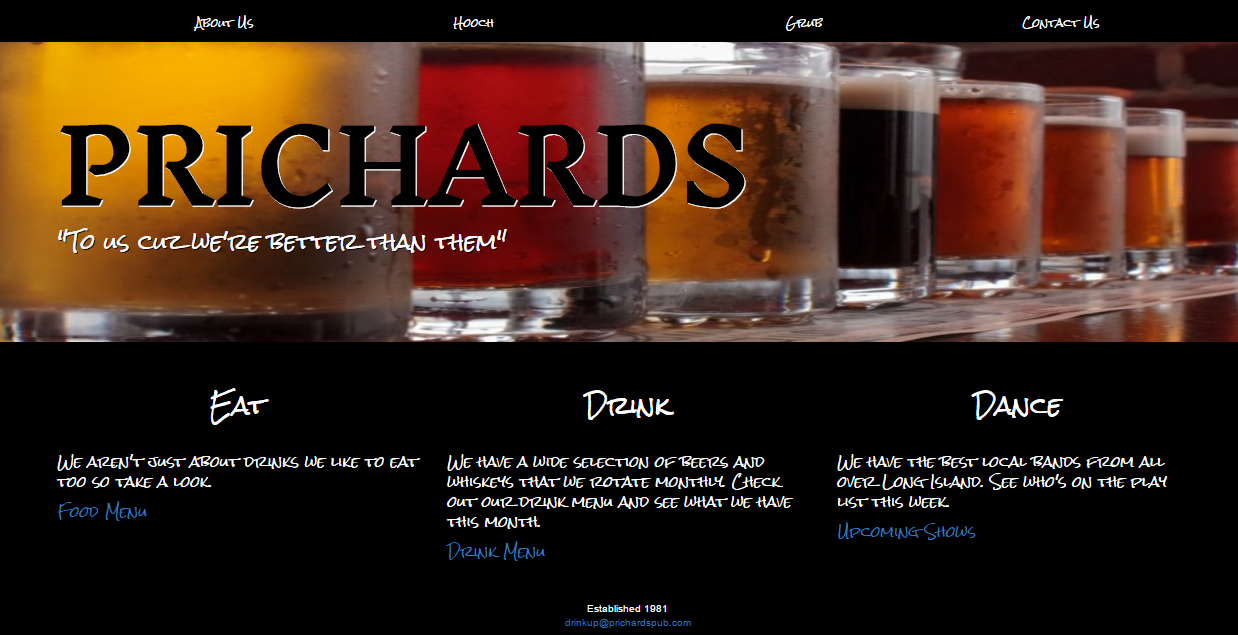 About Us Hooch Grub Contact Us
PRICHARDS
"To us cuz we're better than them"
Eat Drink Dance
We aren't just about drinks we like to eat
too so take a look.
Food Menu
We have a wide selection of beers and
whiskeys that we rotate monthly. Check
out our drink menu and see what we have
this month.
Drink Menu
We have the best local bands from all
over Long Island. See who's on the play
list this week.
Upcoming Shows
Established 1981
drinkup@prichardspub.com